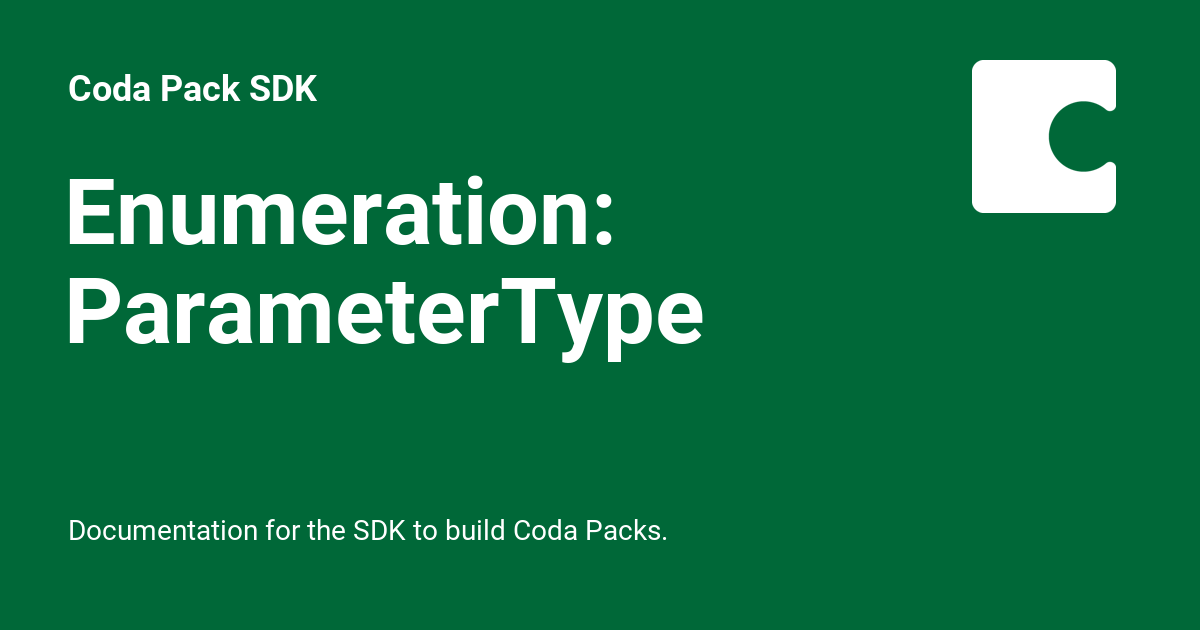 Coda Pack SDK
Enumeration:
ParameterType
Documentation for the SDK to build Coda Packs.